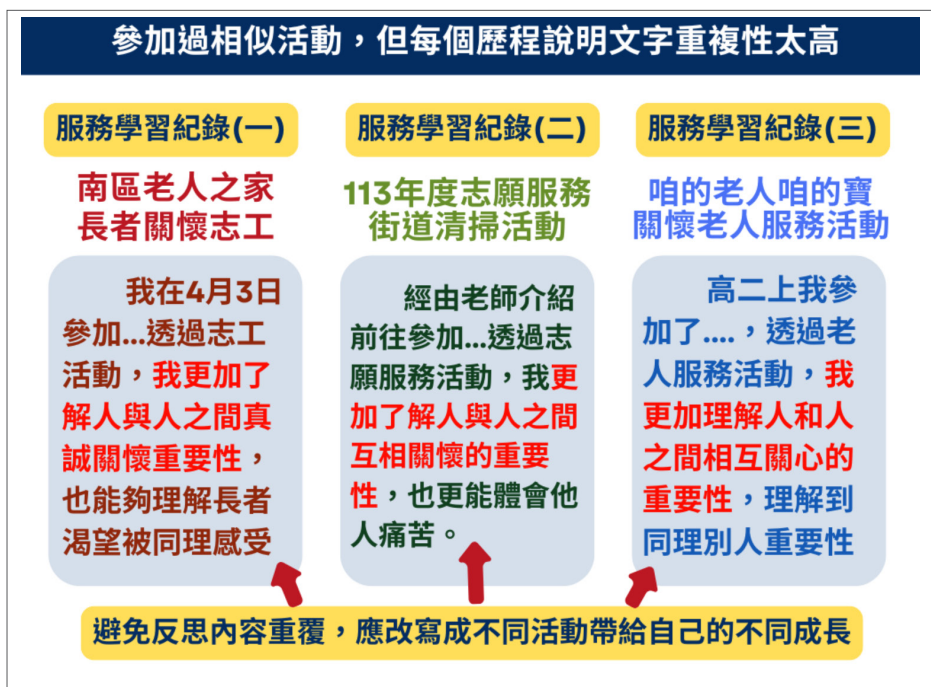 參加過相似活動，但每個歷程說明文字重複性太高
服務學習紀錄(一)
南區老人之家
長者關懷志工
我在4月3日
參加...透過志工
活動，我更加了
解人與人之間真
誠關懷重要性，
也能夠理解長者
渴望被同理感受
服務學習紀錄(二)
113年度志願服務
街道清掃活動
經由老師介紹
前往參加...透過志
願服務活動，我更
加了解人與人之間
互相關懷的重要
性，也更能體會他
人痛苦。
服務學習紀錄(三)
咱的老人咱的寶
關懷老人服務活動
高二上我參
加了....，透過老
人服務活動，我
更加理解人和人
之間相互關心的
重要性，理解到
同理別人重要性
避免反思內容重覆，應改寫成不同活動帶給自己的不同成長